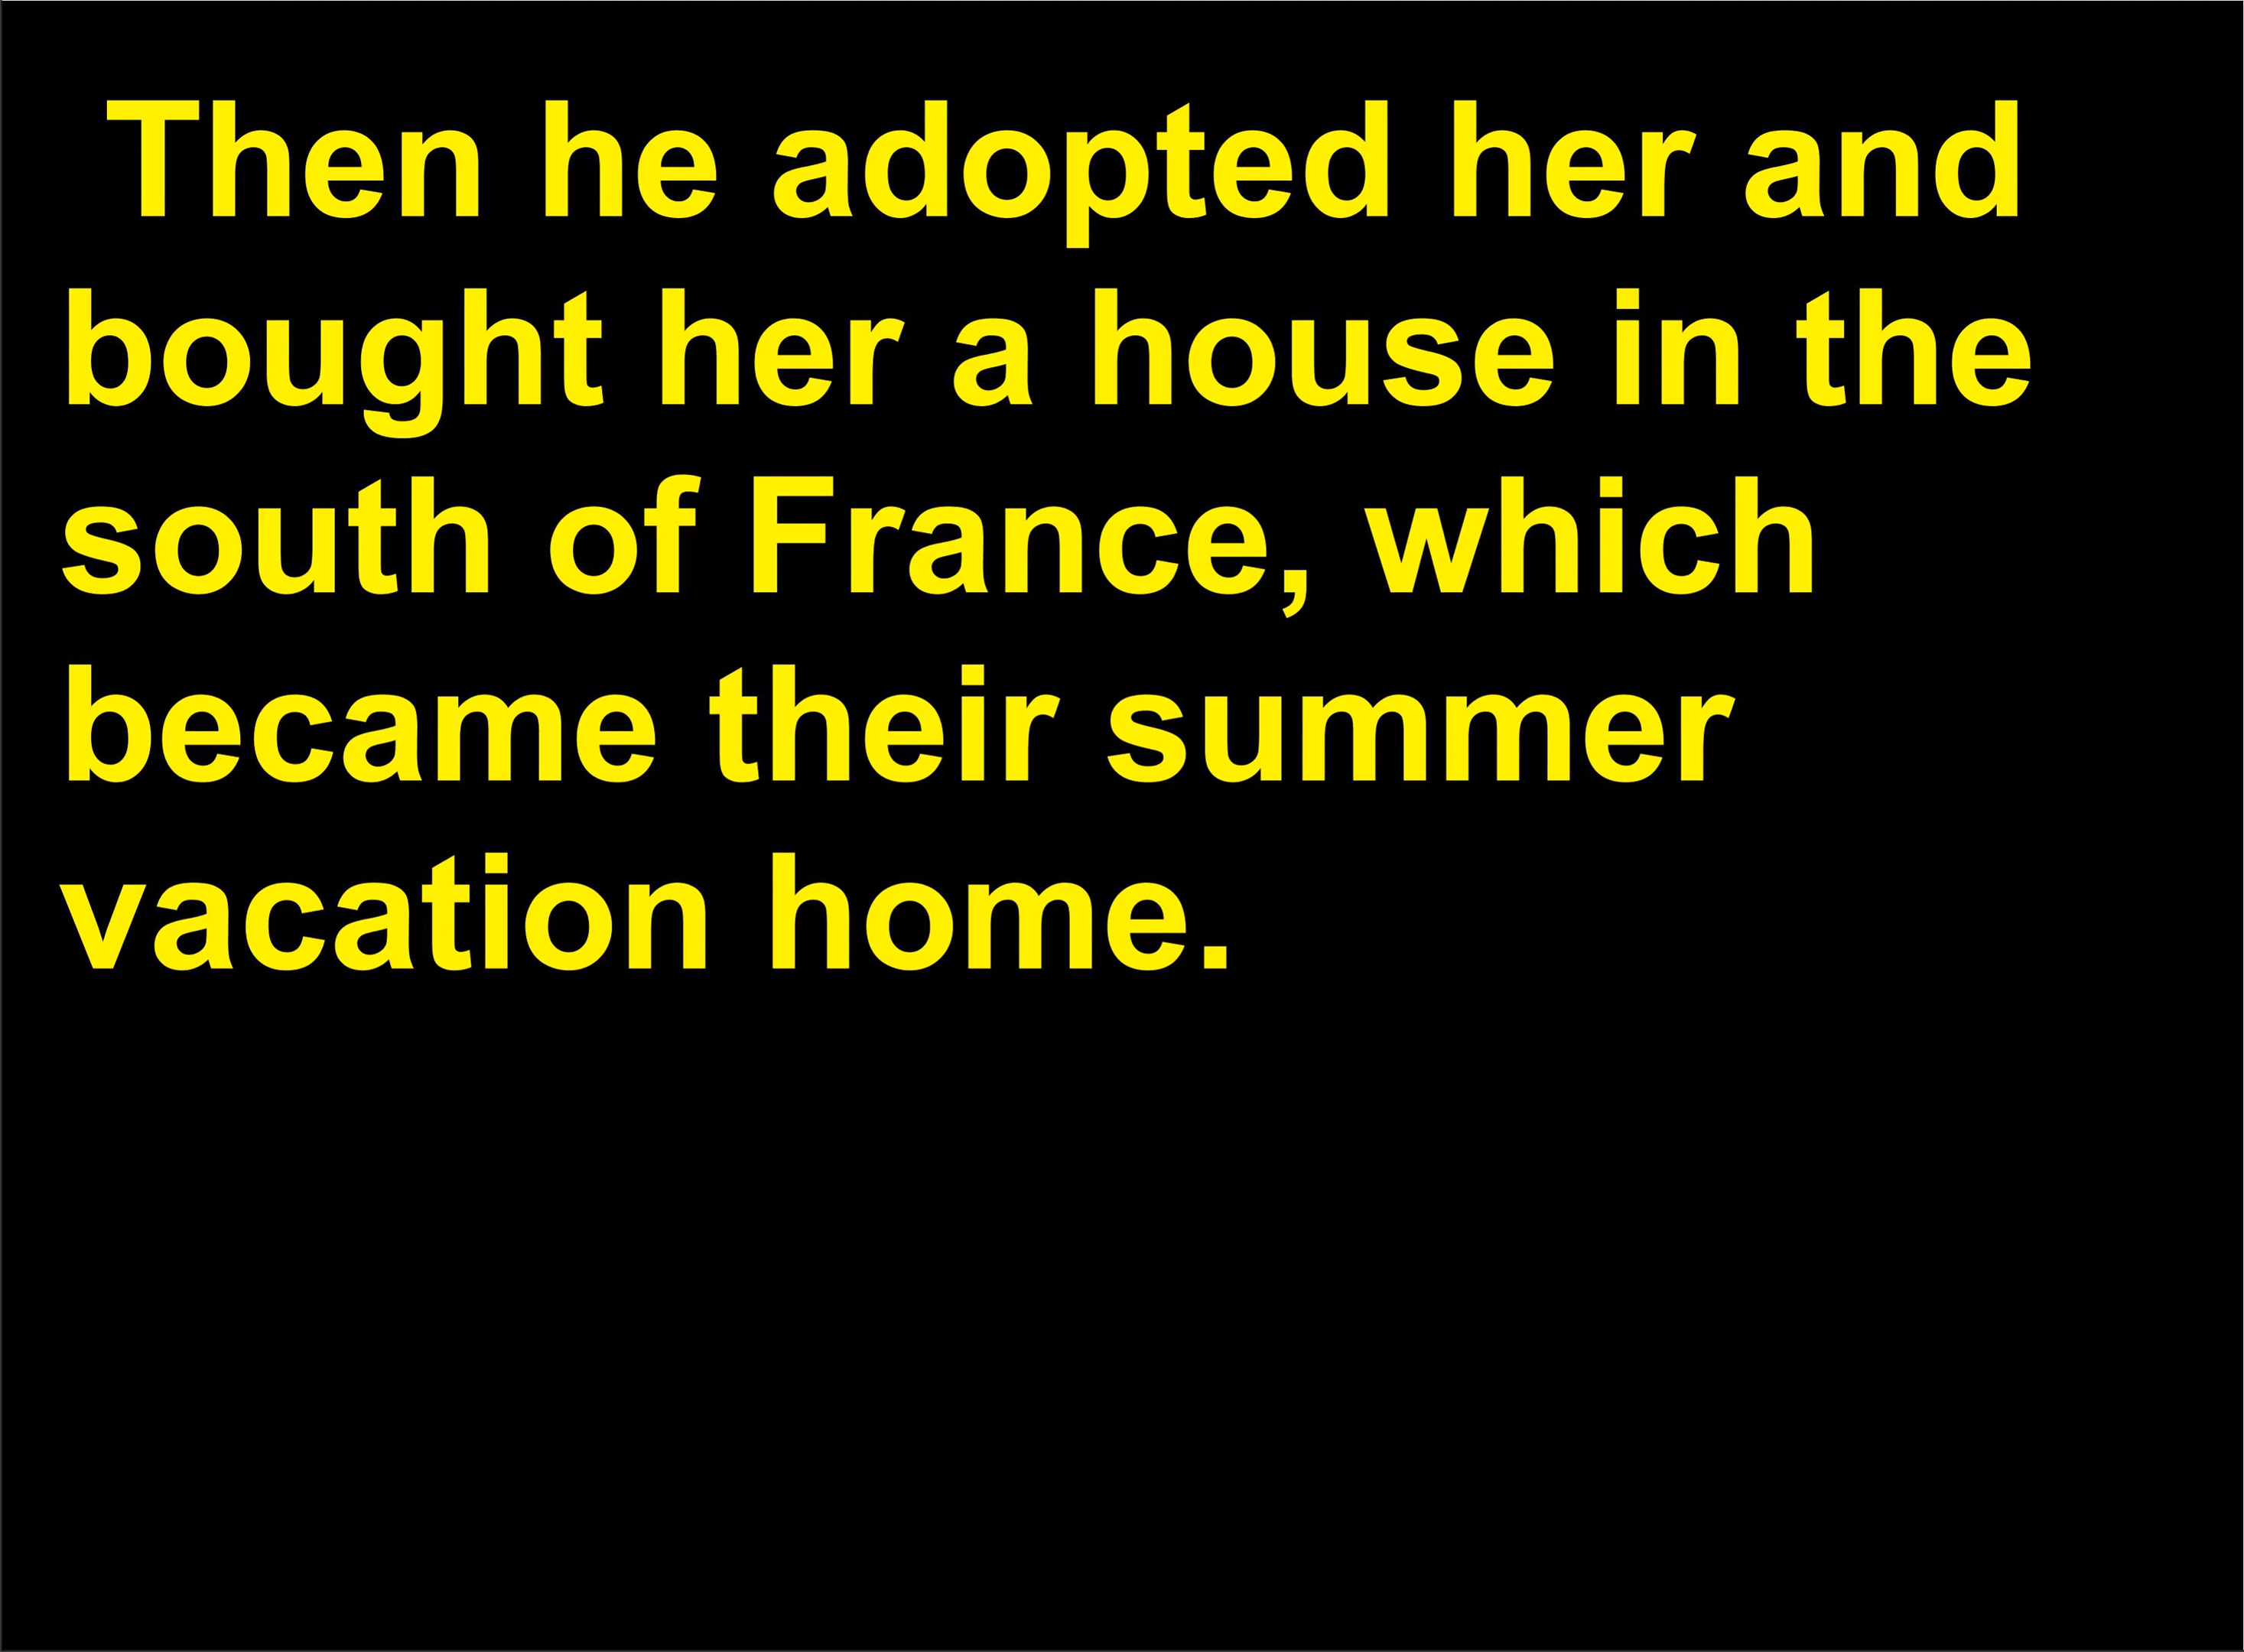 Then he adopted her and
bought her a house in the
south of France, which
became their summer
vacation home.